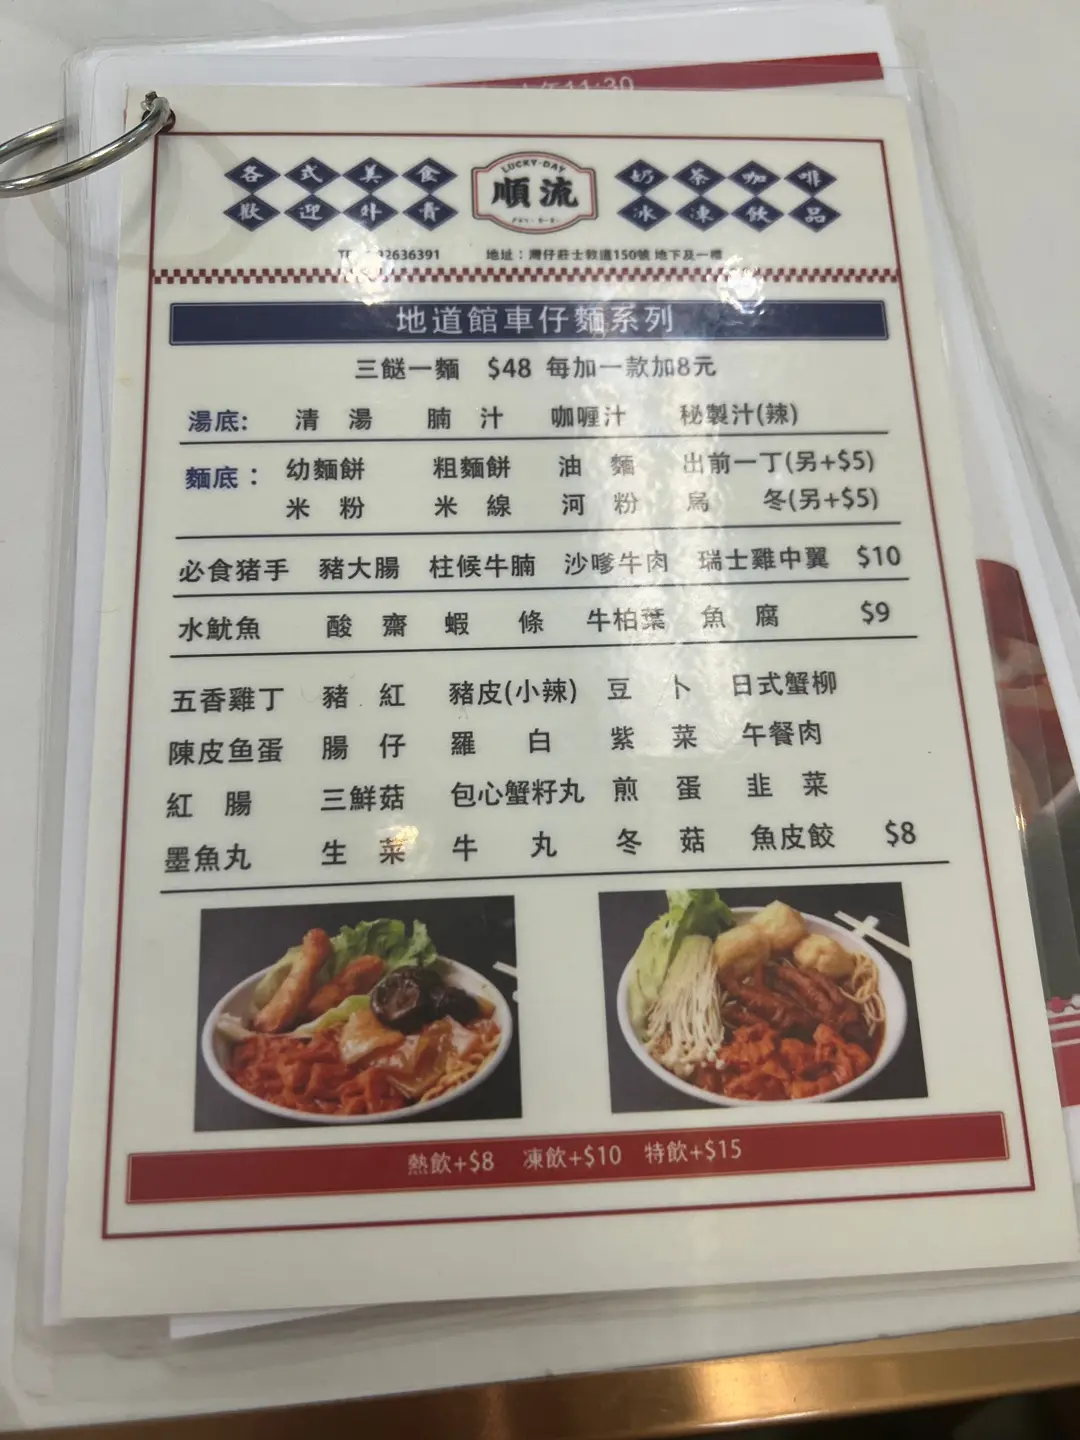 上午11:30
各式美食
歡迎外賣
LUCKY-DAY
順流
奶茶咖啡
冰凍飲品
2636391 地址：灣仔莊士敦道150號 地下及一樓
地道館車仔麵系列
三餸一麵 $48 每加一款加8元
湯底: 清湯 腩汁 咖喱汁 秘製汁(辣)
麵底： 幼麵餅 粗麵餅 油麵 出前一丁(另+$5)
米粉 米線 河粉 烏冬(另+$5)
必食猪手 豬大腸 柱候牛腩 沙嗲牛肉 瑞士雞中翼 $10
水魷魚 酸齋 蝦條 牛柏葉 魚腐 $9
五香雞丁 豬紅 豬皮(小辣) 豆卜 日式蟹柳
陳皮鱼蛋 腸仔 羅白 紫菜 午餐肉
紅腸 三鮮菇 包心蟹籽丸 煎蛋 韭菜
墨魚丸 生菜 牛丸 冬菇 魚皮餃 $8
熱飲+$8 凍飲+$10 特飲+$15